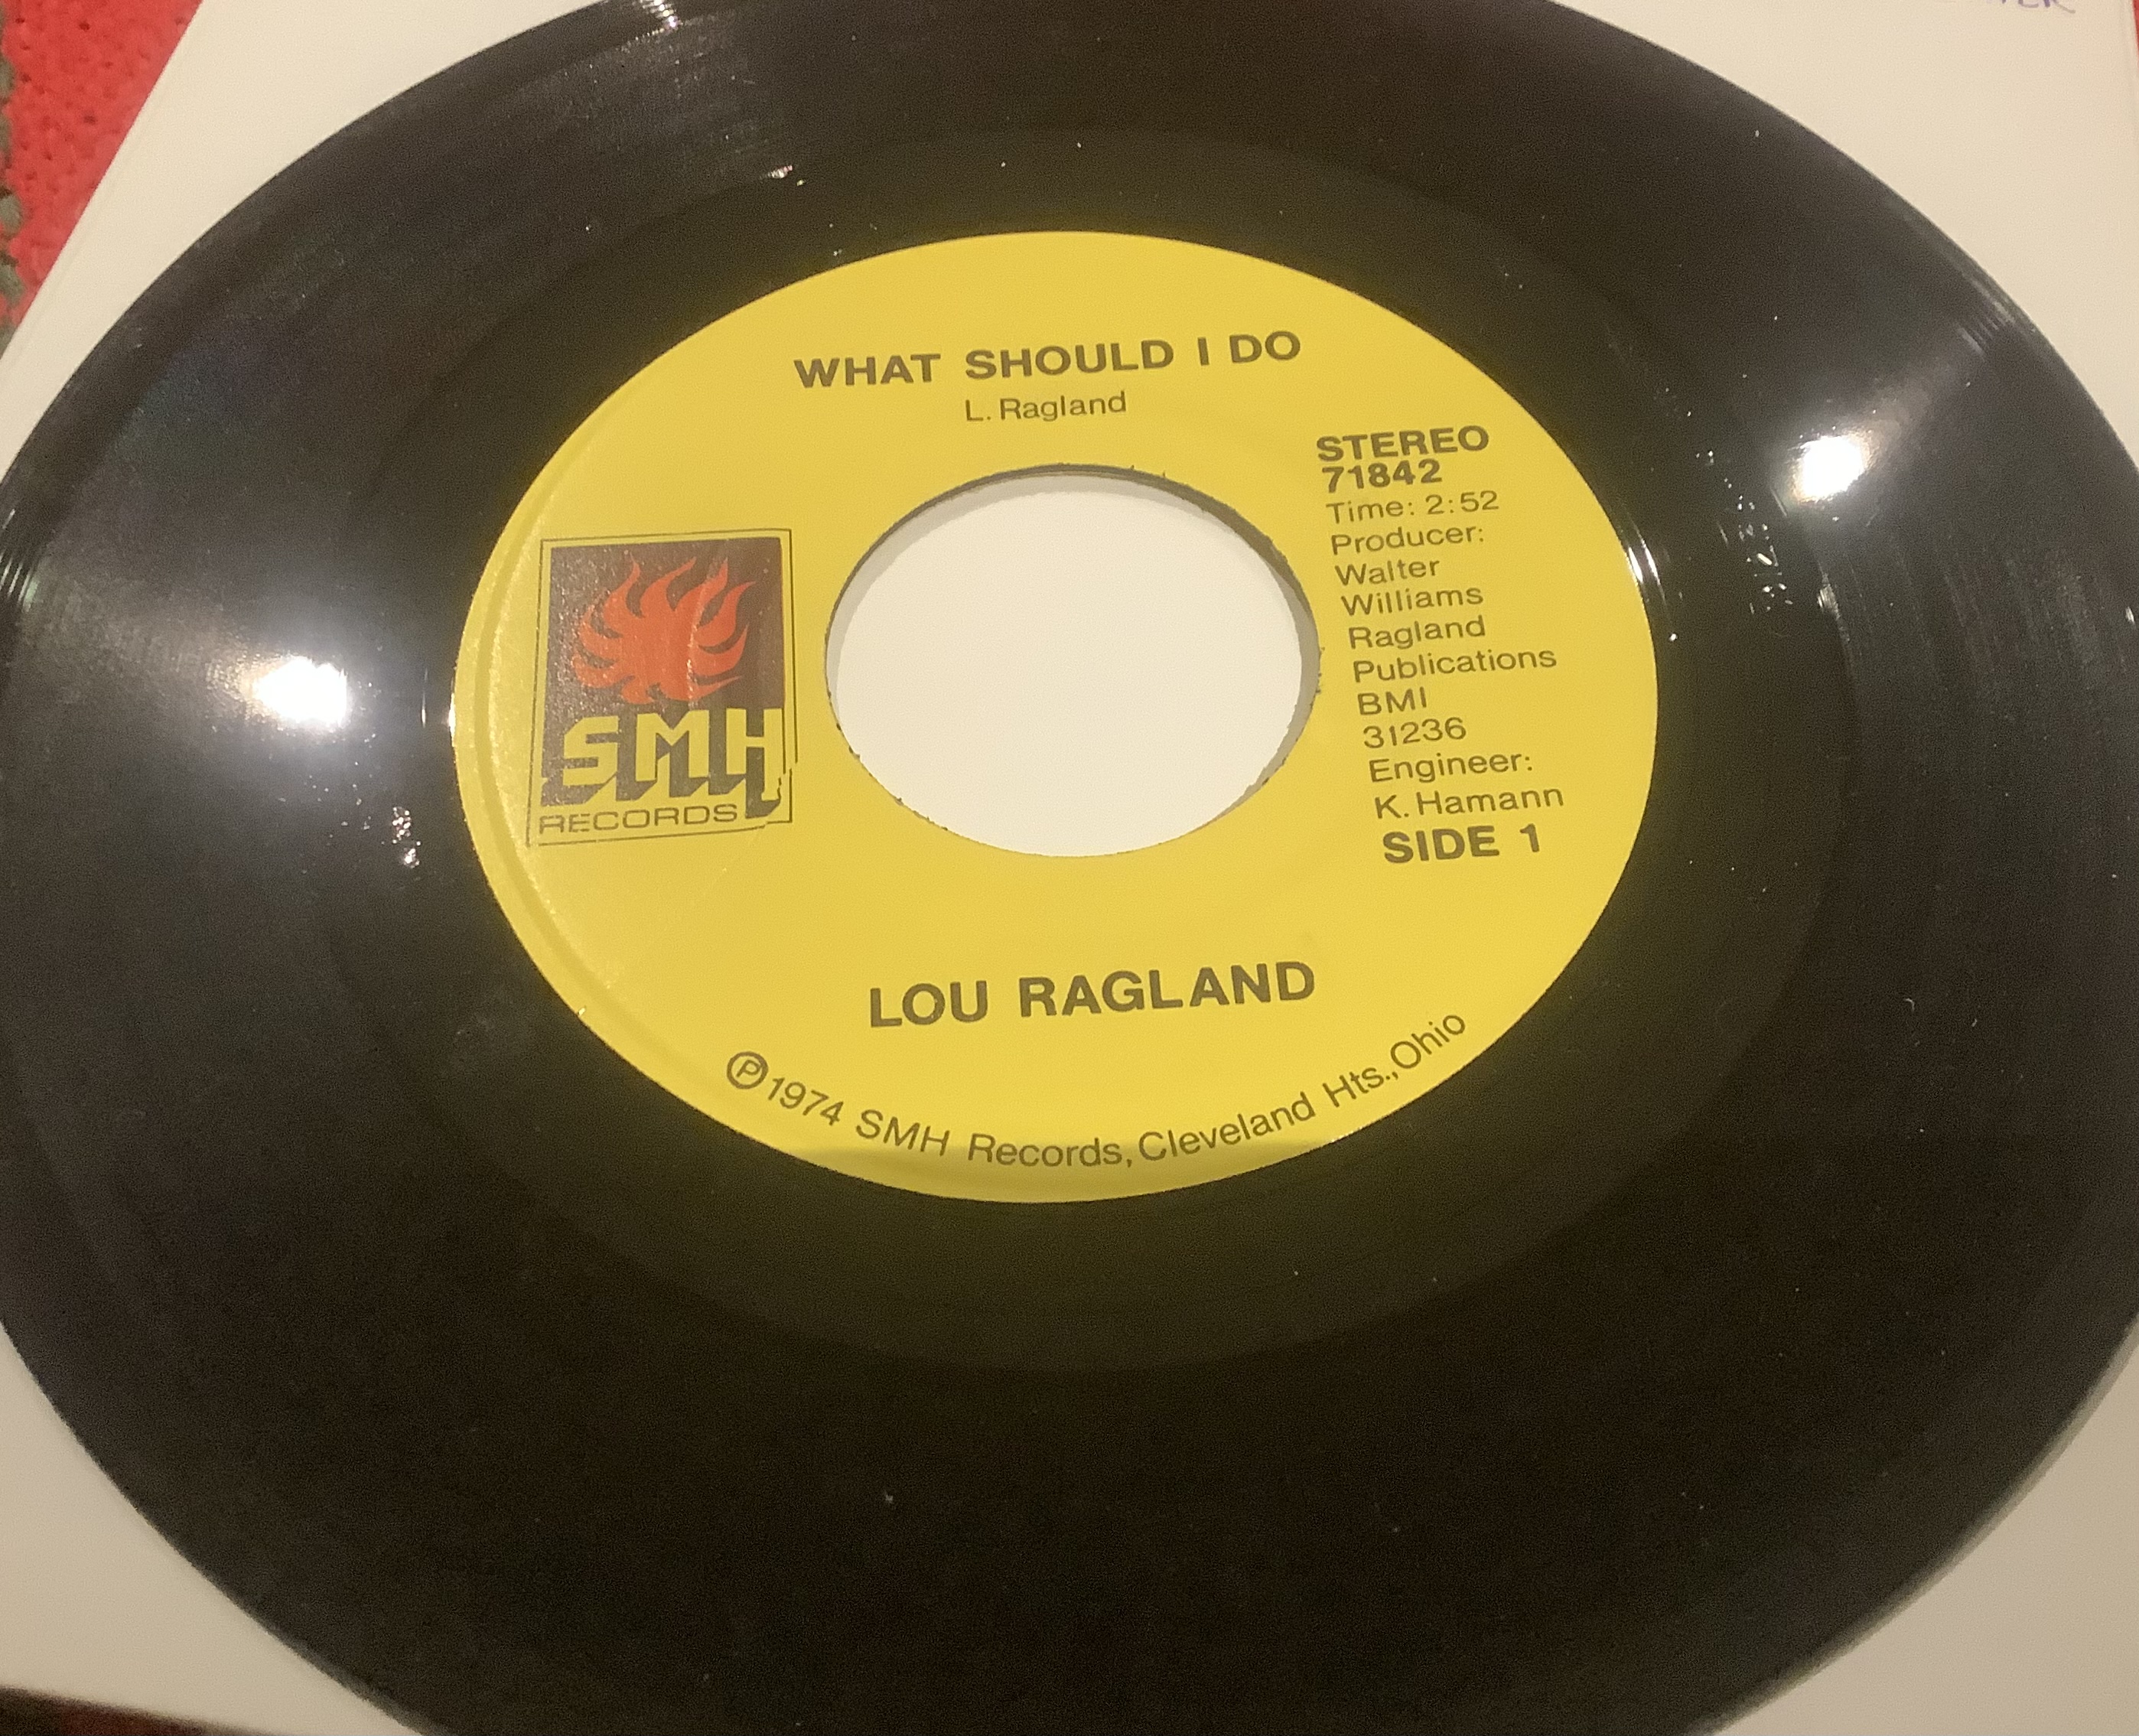 WHAT SHOULD I DO
L. Ragland
STEREO
71842
Time: 2:52
Producer:
Walter
Williams
Ragland
Publications
BMI
31236
Engineer:
K. Hamann
SIDE 1
SMH
RECORDS
LOU RAGLAND
Ⓟ1974 SMH Records, Cleveland Hts., Ohio